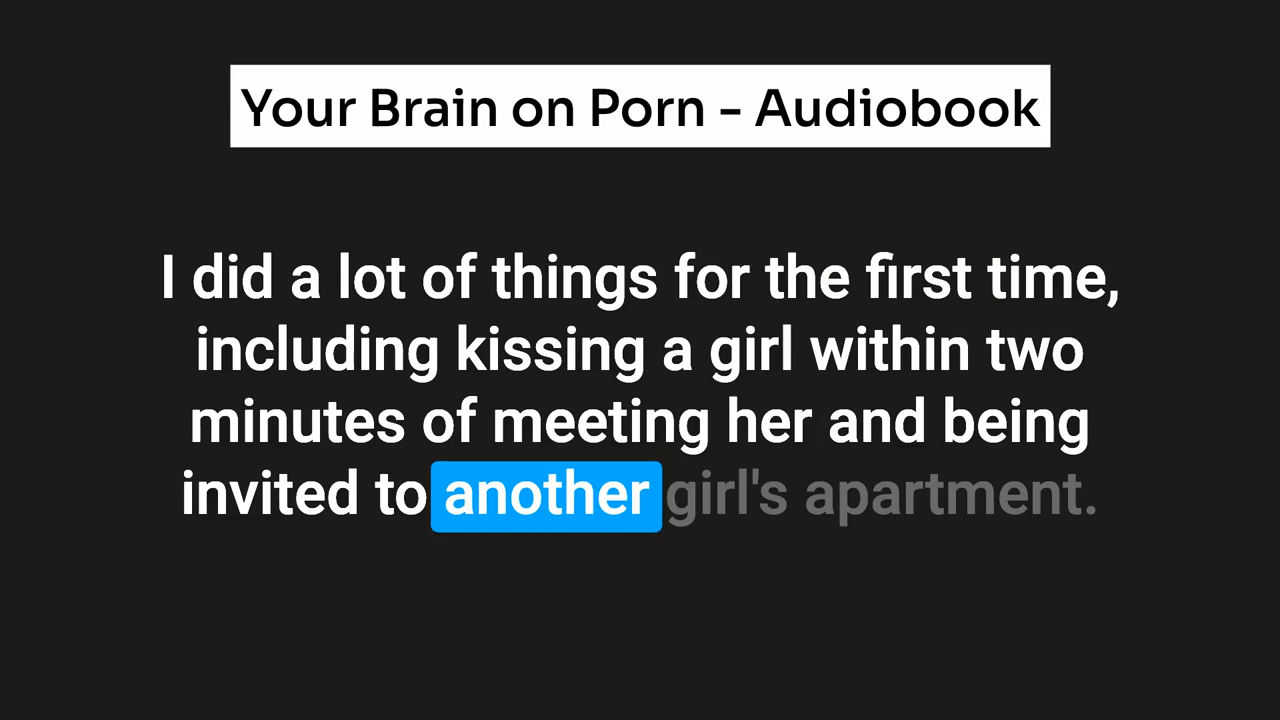 Your Brain on Porn - Audiobook
I did a lot of things for the first time,
including kissing a girl within two
minutes of meeting her and being
invited to another girl's apartment.